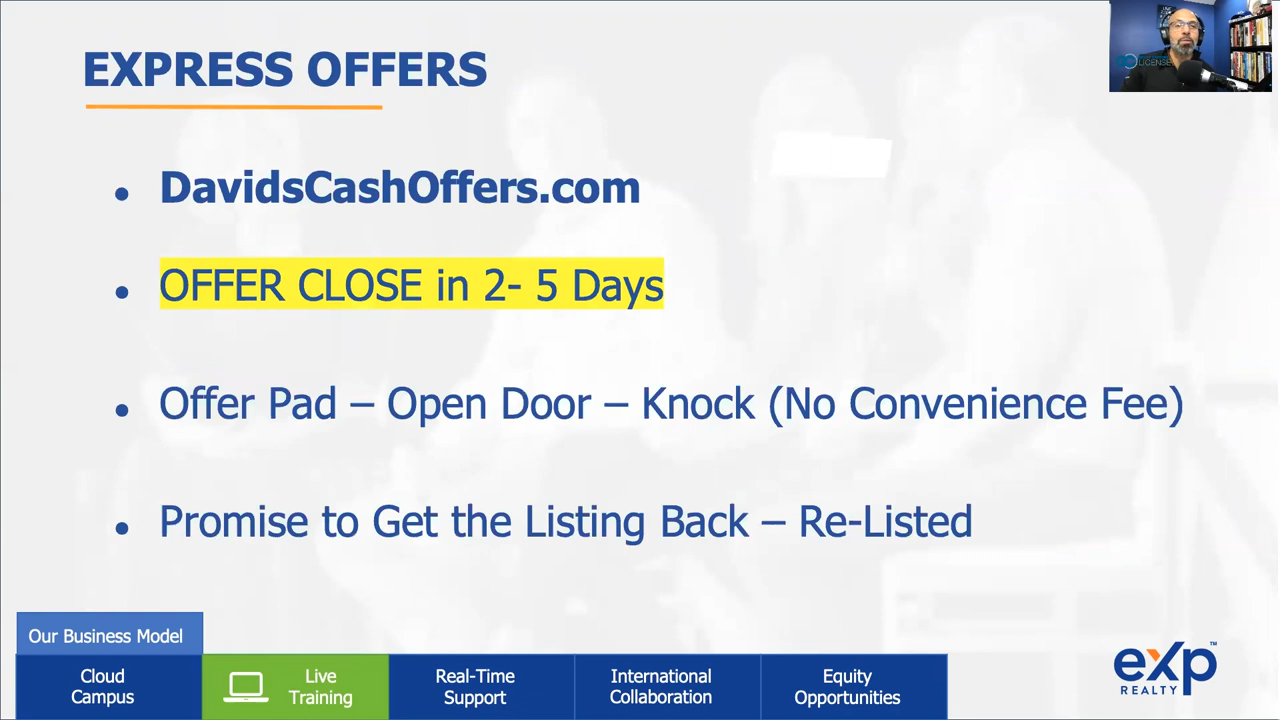 EXPRESS OFFERS
LICENSE
• DavidsCashOffers.com
• OFFER CLOSE in 2- 5 Days
• Offer Pad – Open Door – Knock (No Convenience Fee)
• Promise to Get the Listing Back – Re-Listed
Our Business Model
Cloud
Campus
Live
Training
Real-Time
Support
International
Collaboration
Equity
Opportunities
eXp™
REALTY